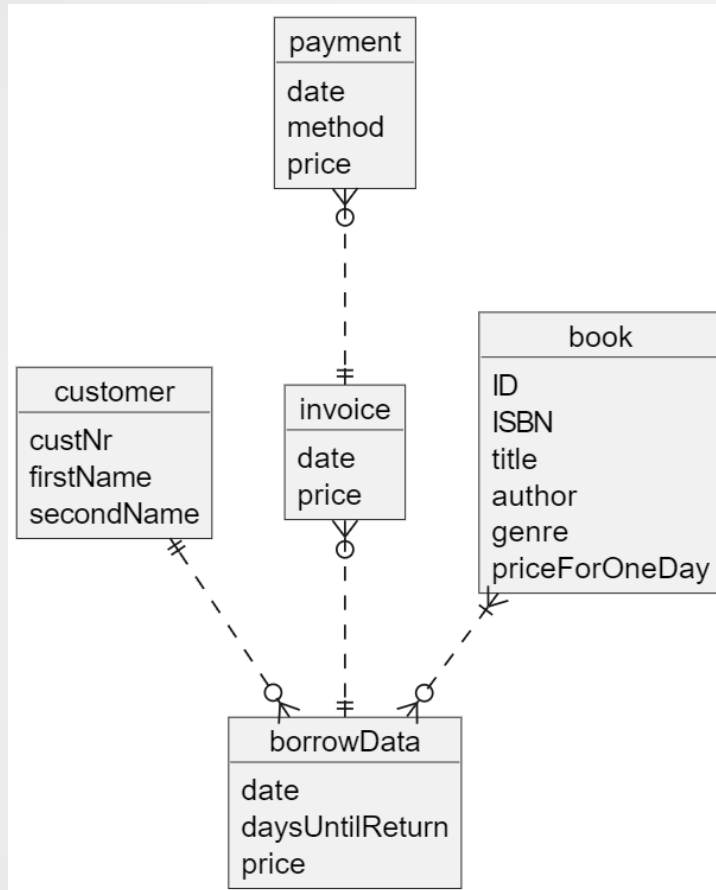 payment
date
method
price
customer
custNr
firstName
secondName
invoice
date
price
book
ID
ISBN
title
author
genre
priceForOneDay
borrowData
date
daysUntilReturn
price